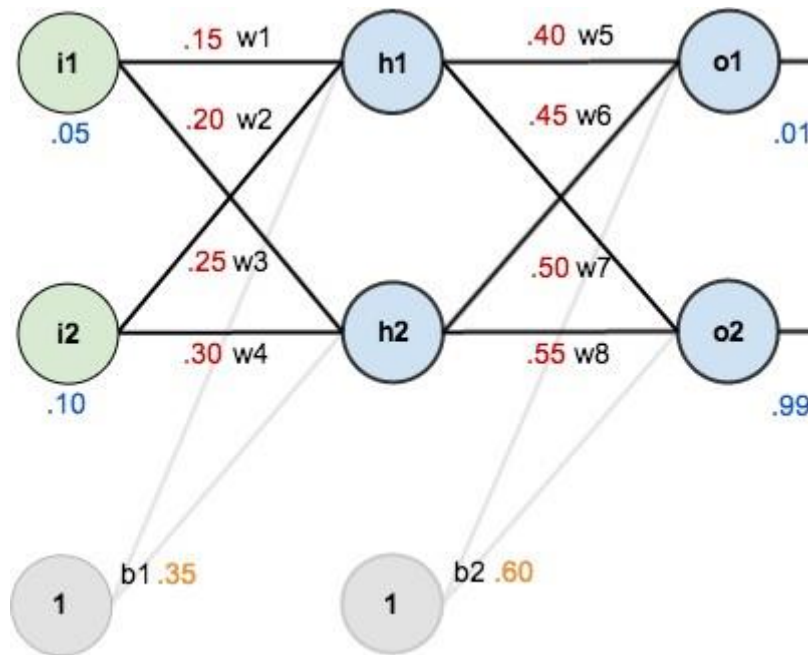 i1 .15 w1 h1 .40 w5 o1
.05 .20 w2 .45 w6 .01
.25 w3 .50 w7
i2 .30 w4 h2 .55 w8 o2
.10 .99
1 b1 .35 1 b2 .60